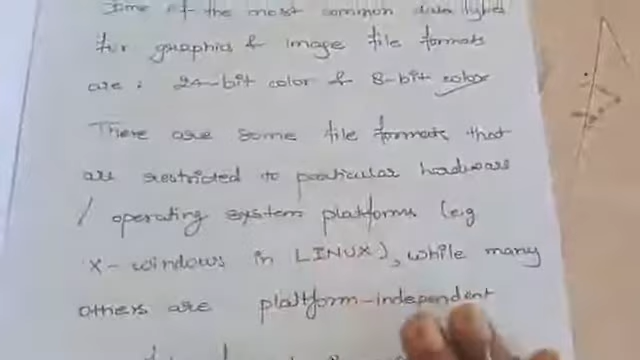 Some of the most common data types
for graphics & image file formats
are : 24-bit color & 8-bit color
There are some file formats that
are restricted to particular hardware
/ operating system platforms (eg
X-windows in LINUX), while many
others are platform-independent